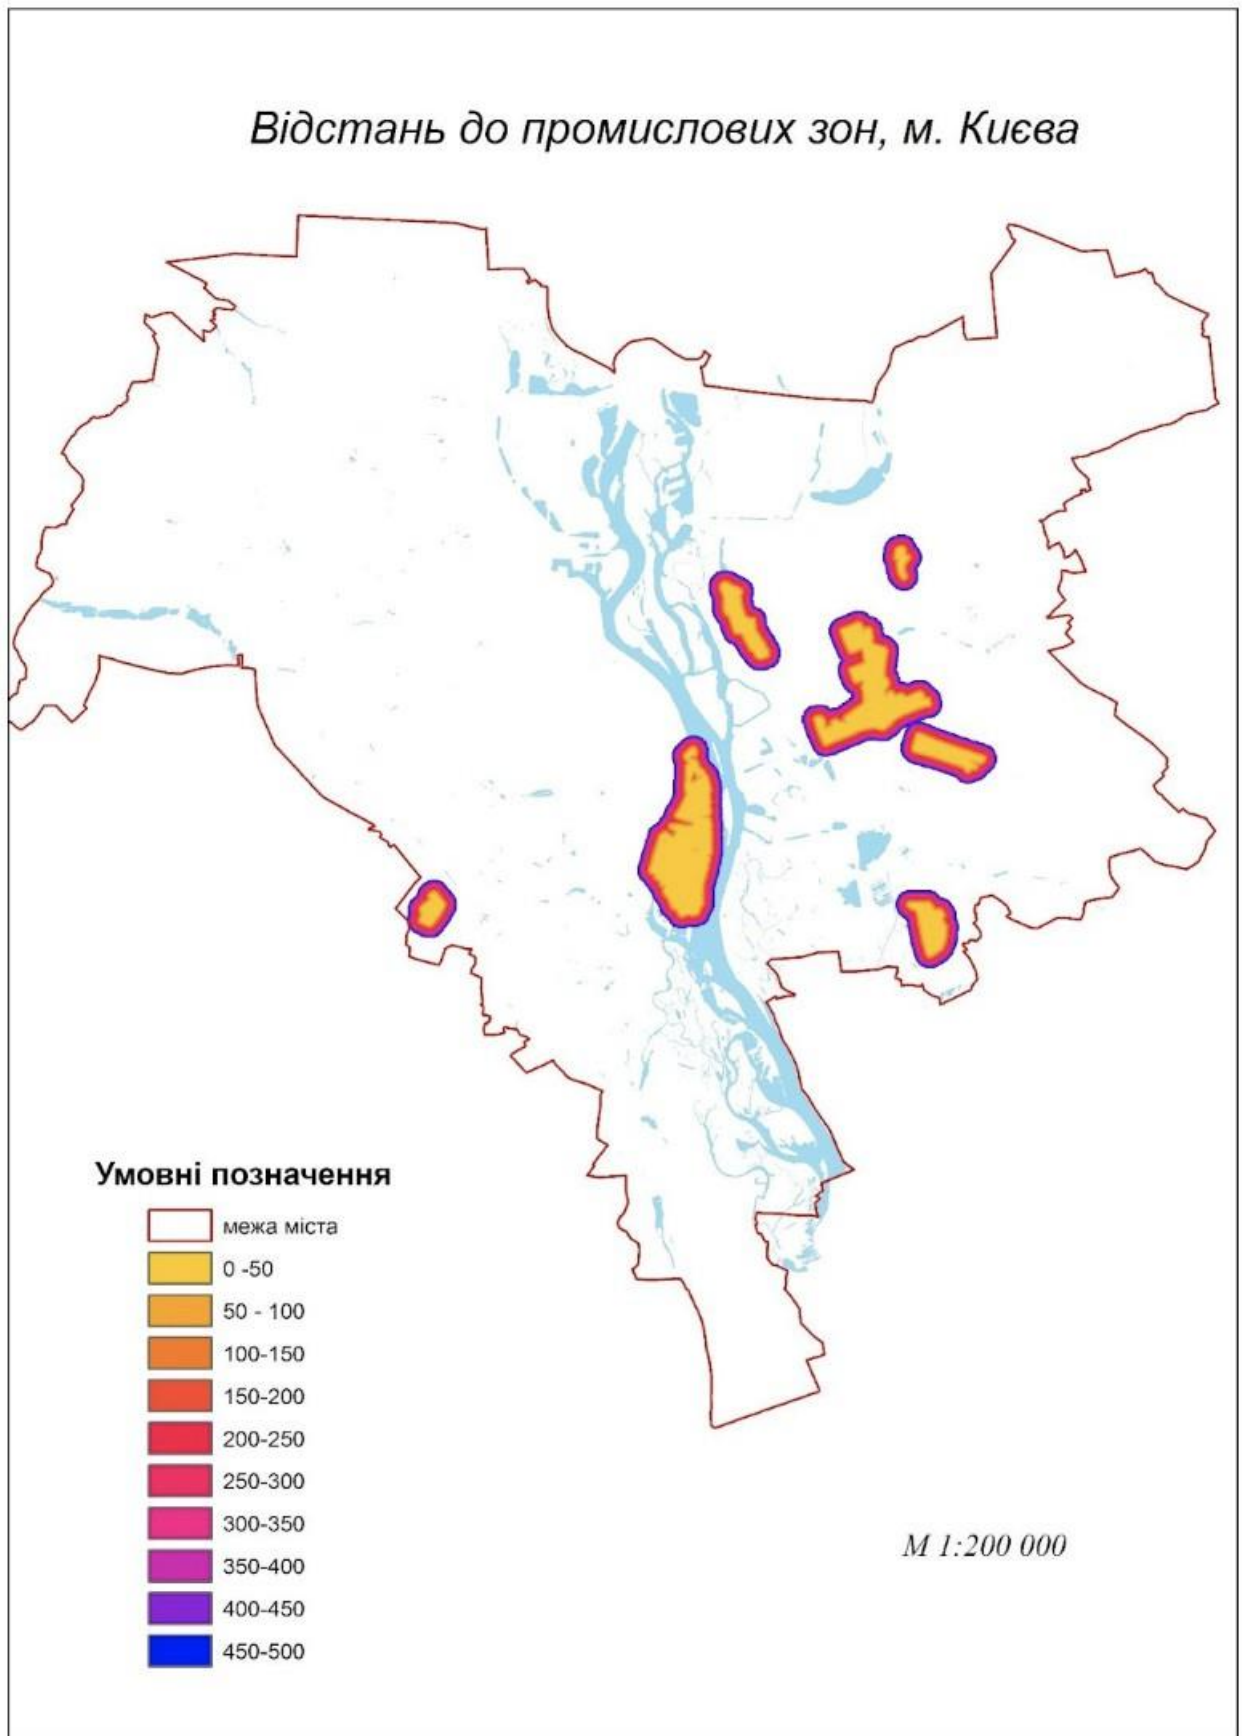 Відстань до промислових зон, м. Києва
Умовні позначення
межа міста
0 -50
50 - 100
100-150
150-200
200-250
250-300
300-350
350-400
400-450
450-500
М 1:200 000